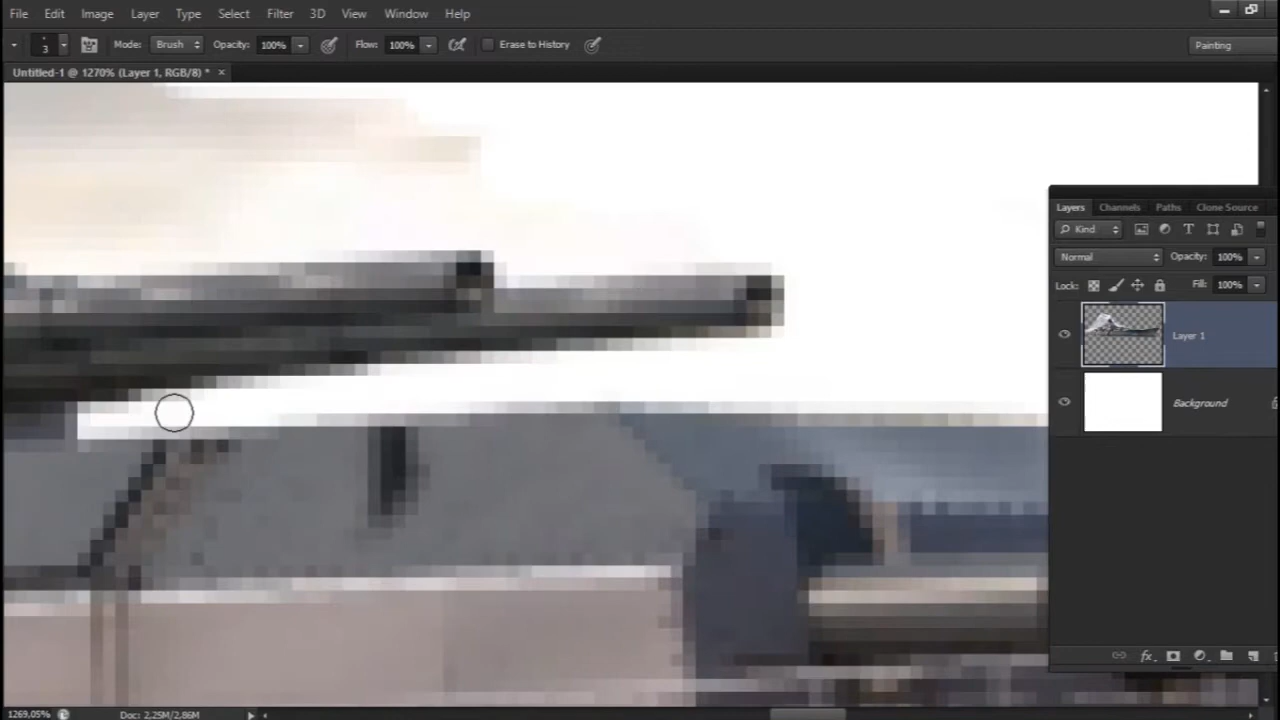 File Edit Image Layer Type Select Filter 3D View Window Help
3 Mode: Brush Opacity: 100% Flow: 100% Erase to History Painting
Untitled-1 @ 1270% (Layer 1, RGB/8) * ×
Layers Channels Paths Clone Source
Kind T
Normal Opacity: 100%
Lock: Fill: 100%
Layer 1
Background
fx
1269,05% Doc: 2,25M/2,86M